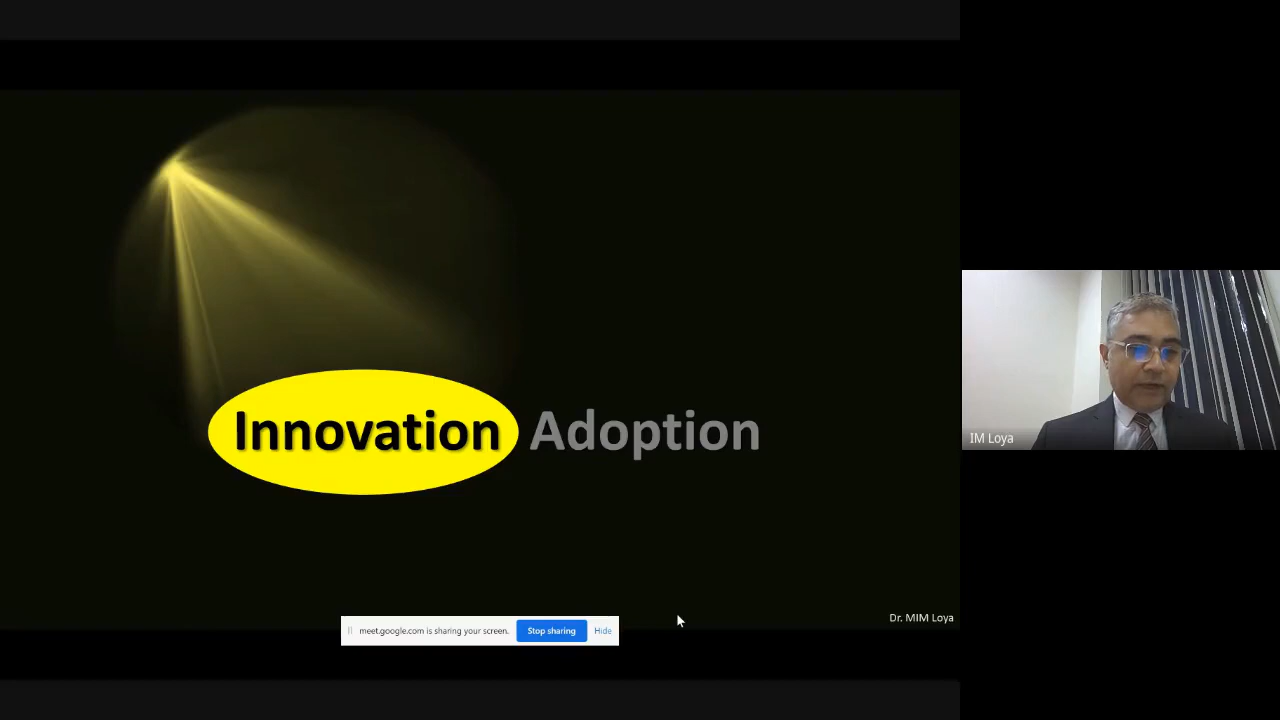 Innovation Adoption
IM Loya
Dr. MIM Loya
meet.google.com is sharing your screen. Stop sharing Hide